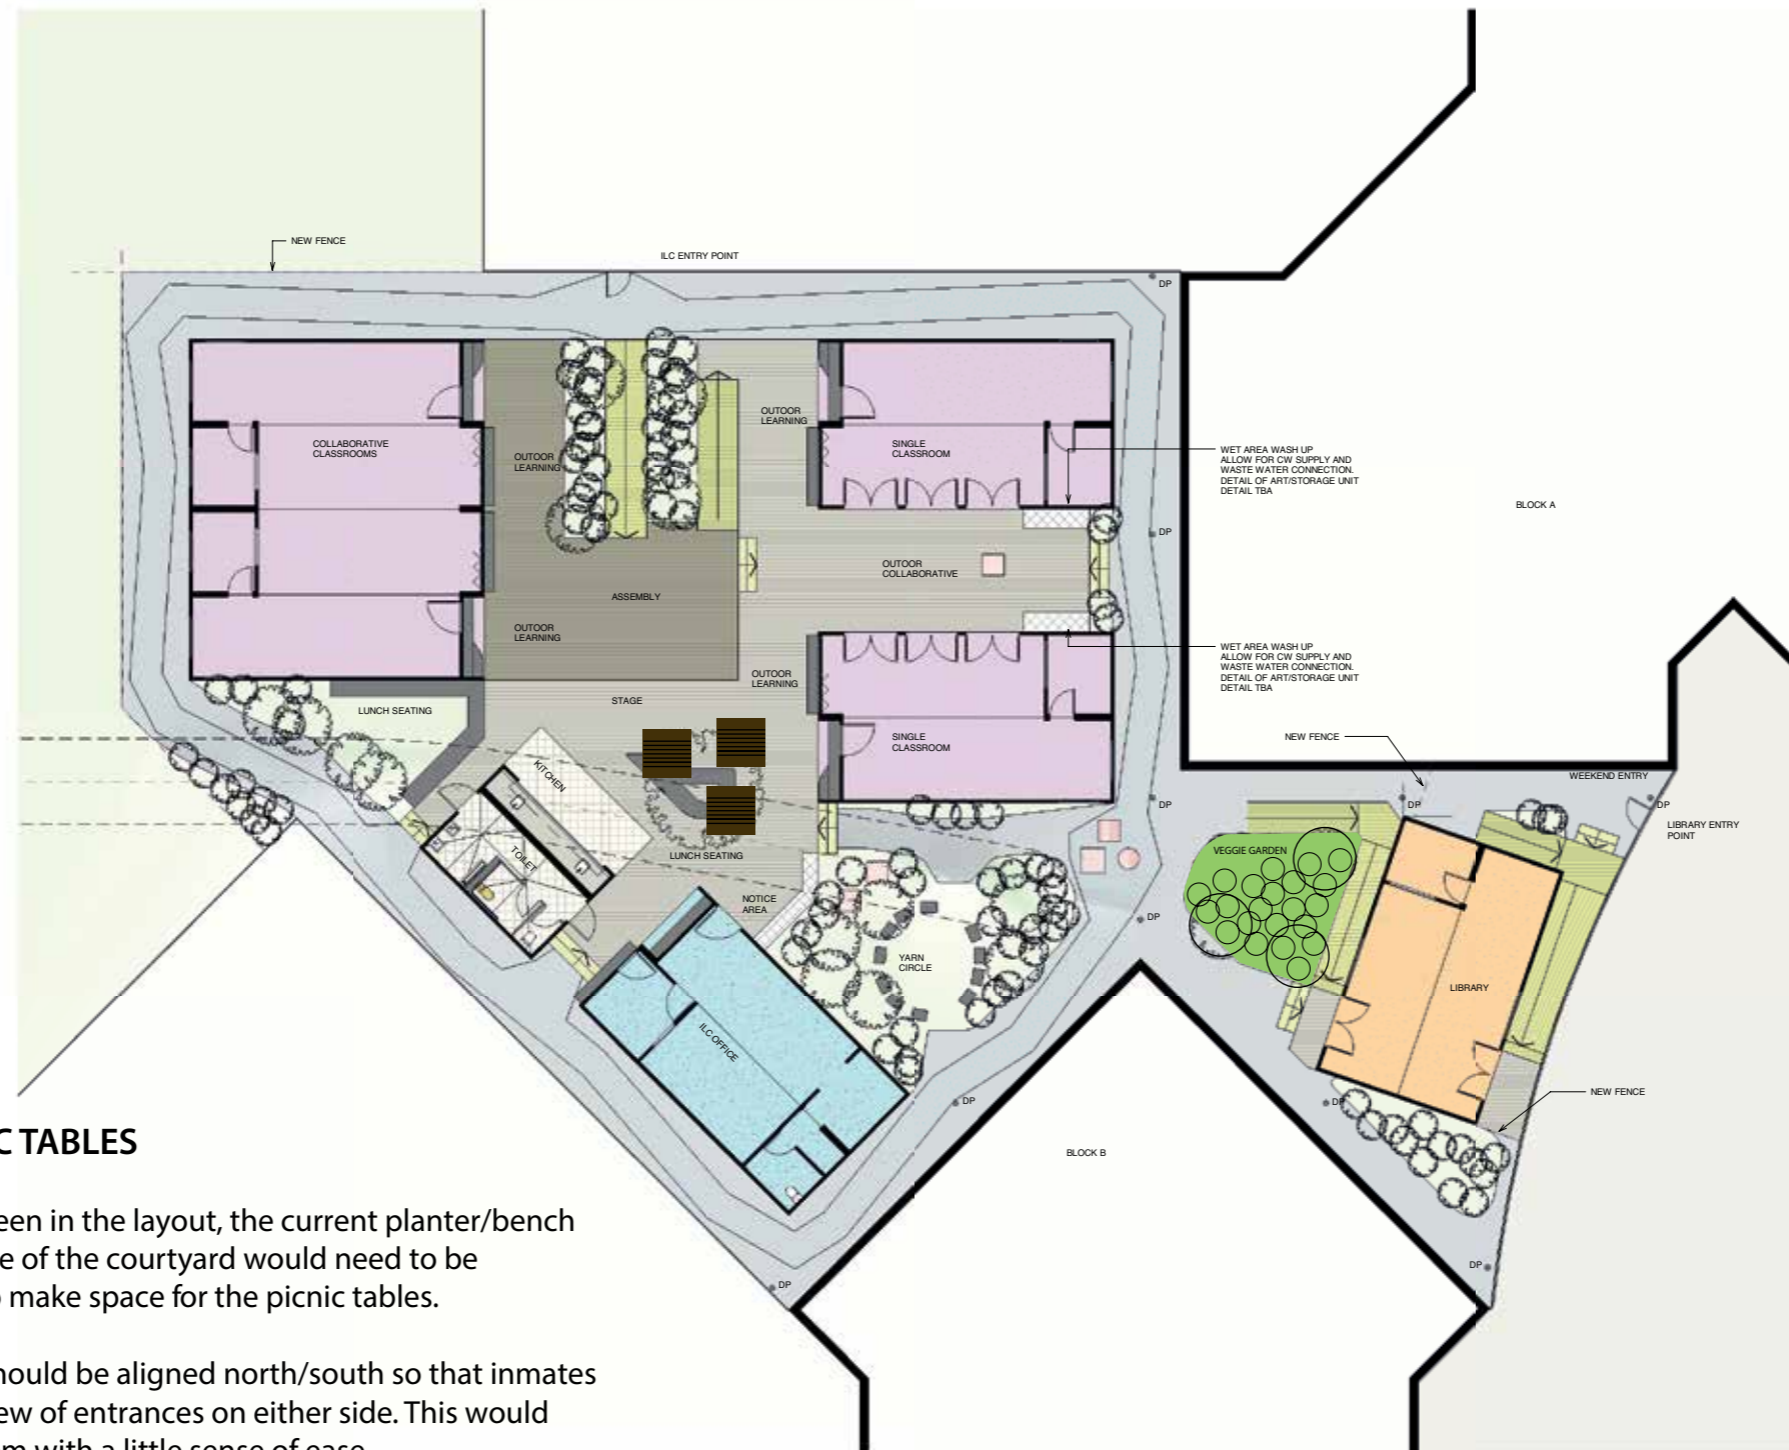 NEW FENCE
ILC ENTRY POINT
DP
COLLABORATIVE
CLASSROOMS
OUTOOR
LEARNING
OUTOOR
LEARNING
SINGLE
CLASSROOM
WET AREA WASH UP
ALLOW FOR CW SUPPLY AND
WASTE WATER CONNECTION.
DETAIL OF ART/STORAGE UNIT
DETAIL TBA
BLOCK A
DP
OUTOOR
COLLABORATIVE
ASSEMBLY
OUTOOR
LEARNING
WET AREA WASH UP
ALLOW FOR CW SUPPLY AND
WASTE WATER CONNECTION.
DETAIL OF ART/STORAGE UNIT
DETAIL TBA
OUTOOR
LEARNING
STAGE
LUNCH SEATING
SINGLE
CLASSROOM
NEW FENCE
KITCHEN
WEEKEND ENTRY
DP
DP
DP
LIBRARY ENTRY
POINT
TOILET
LUNCH SEATING
VEGGIE GARDEN
NOTICE
AREA
DP
YARN
CIRCLE
LIBRARY
ILC OFFICE
NEW FENCE
DP
DP
BLOCK B
DP
DP
C TABLES
een in the layout, the current planter/bench
e of the courtyard would need to be
o make space for the picnic tables.
hould be aligned north/south so that inmates
ew of entrances on either side. This would
m with a little sense of ease